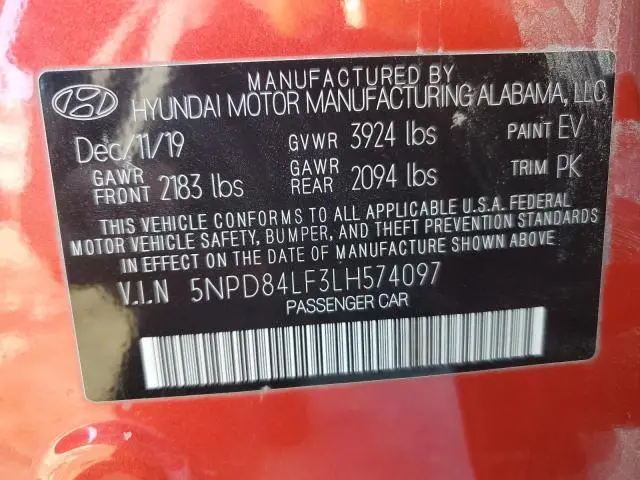 MANUFACTURED BY
HYUNDAI MOTOR MANUFACTURING ALABAMA, LLC
Dec/11/19 GVWR 3924 lbs PAINT EV
GAWR FRONT 2183 lbs GAWR REAR 2094 lbs TRIM PK
THIS VEHICLE CONFORMS TO ALL APPLICABLE U.S.A. FEDERAL
MOTOR VEHICLE SAFETY, BUMPER, AND THEFT PREVENTION STANDARDS
IN EFFECT ON THE DATE OF MANUFACTURE SHOWN ABOVE.
V.I.N 5NPD84LF3LH574097
PASSENGER CAR